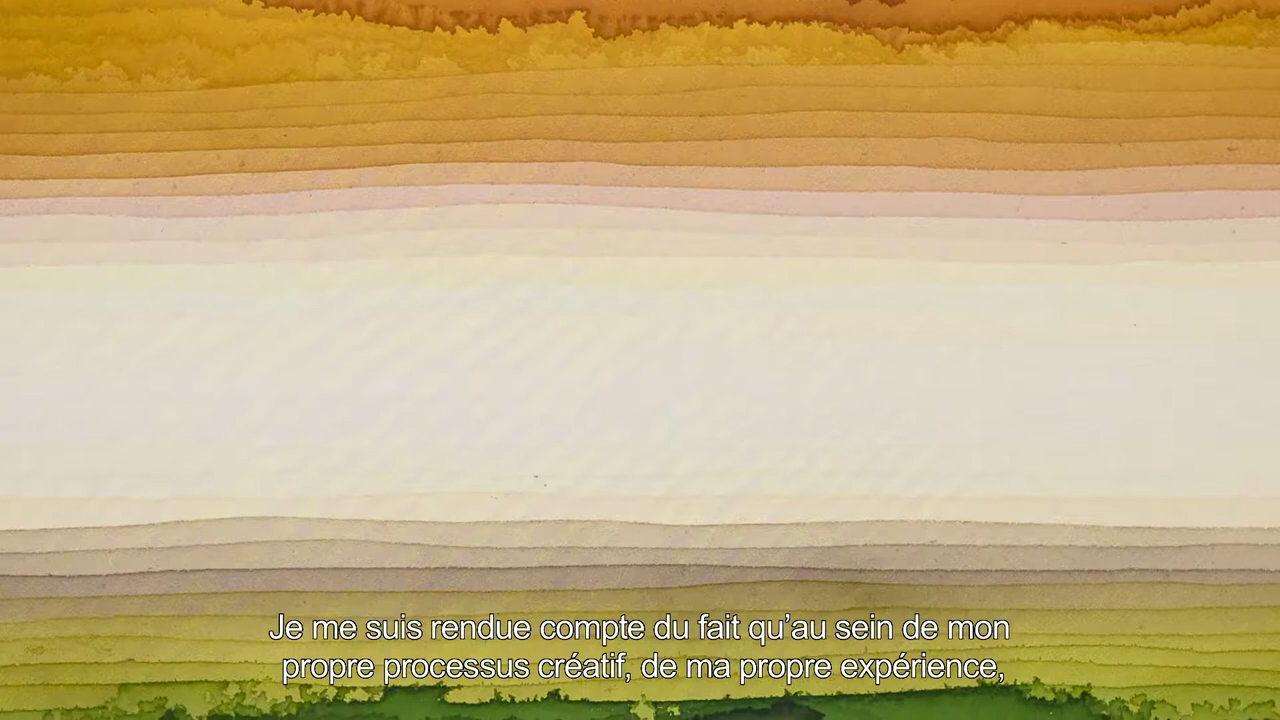 Je me suis rendue compte du fait qu’au sein de mon
propre processus créatif, de ma propre expérience,